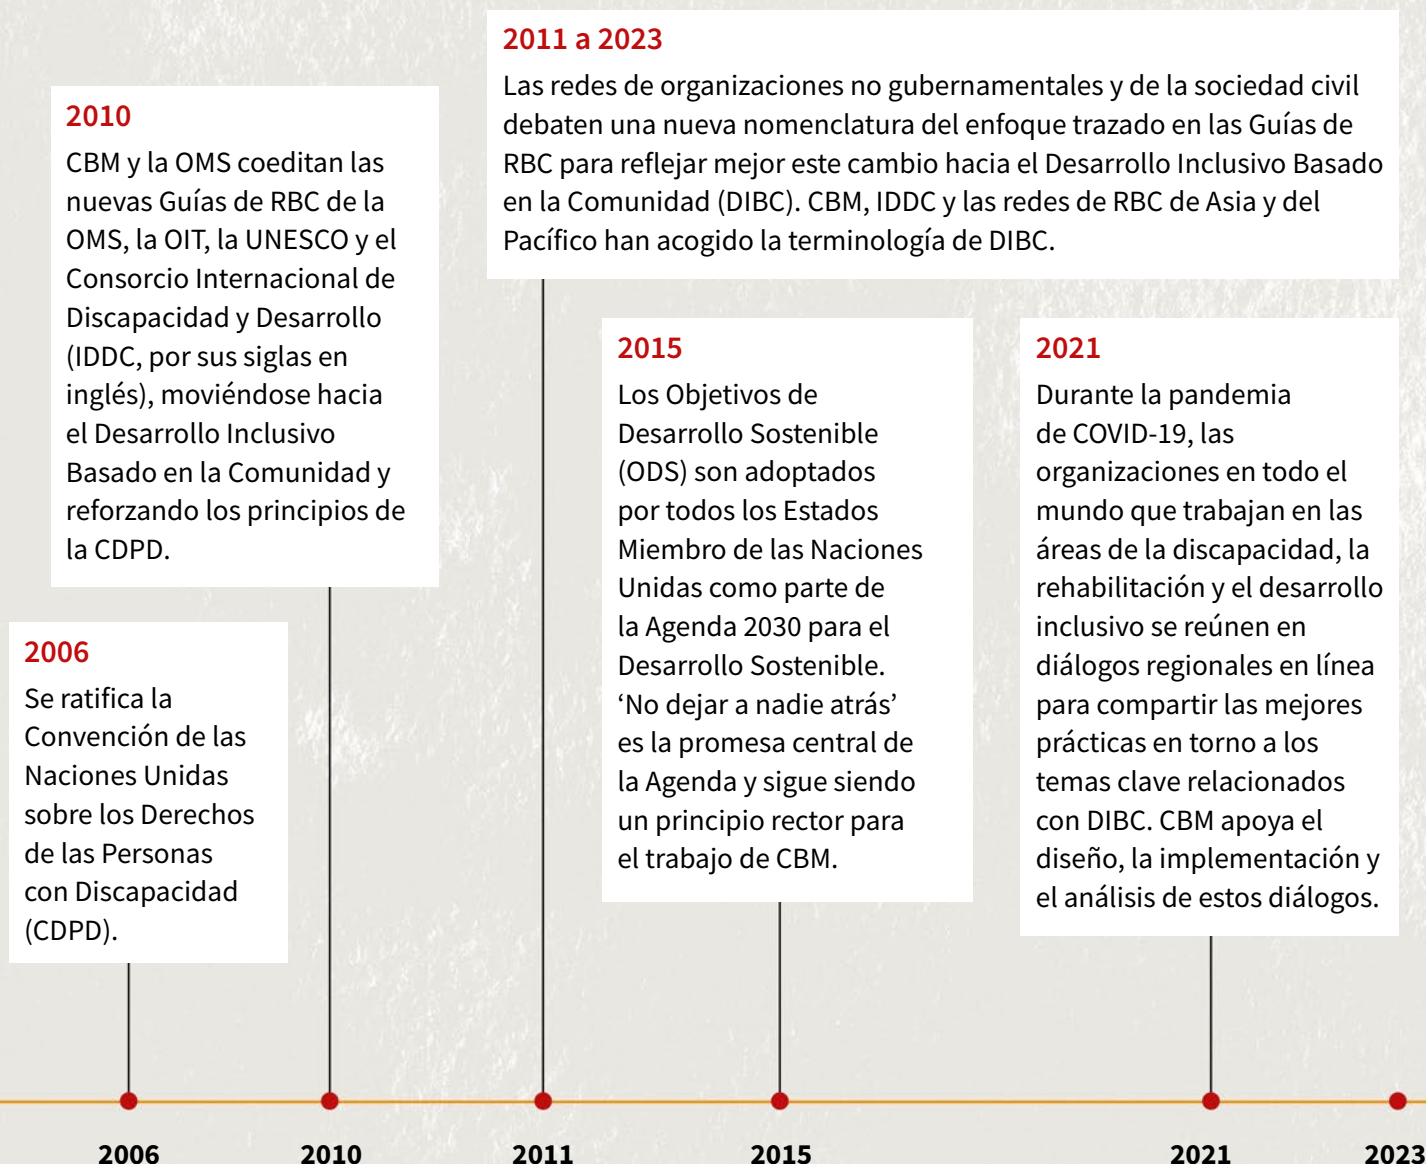 2011 a 2023
Las redes de organizaciones no gubernamentales y de la sociedad civil
debaten una nueva nomenclatura del enfoque trazado en las Guías de
RBC para reflejar mejor este cambio hacia el Desarrollo Inclusivo Basado
en la Comunidad (DIBC). CBM, IDDC y las redes de RBC de Asia y del
Pacífico han acogido la terminología de DIBC.
2010
CBM y la OMS coeditan las
nuevas Guías de RBC de la
OMS, la OIT, la UNESCO y el
Consorcio Internacional de
Discapacidad y Desarrollo
(IDDC, por sus siglas en
inglés), moviéndose hacia
el Desarrollo Inclusivo
Basado en la Comunidad y
reforzando los principios de
la CDPD.
2015
Los Objetivos de
Desarrollo Sostenible
(ODS) son adoptados
por todos los Estados
Miembro de las Naciones
Unidas como parte de
la Agenda 2030 para el
Desarrollo Sostenible.
‘No dejar a nadie atrás’
es la promesa central de
la Agenda y sigue siendo
un principio rector para
el trabajo de CBM.
2021
Durante la pandemia
de COVID-19, las
organizaciones en todo el
mundo que trabajan en las
áreas de la discapacidad, la
rehabilitación y el desarrollo
inclusivo se reúnen en
diálogos regionales en línea
para compartir las mejores
prácticas en torno a los
temas clave relacionados
con DIBC. CBM apoya el
diseño, la implementación y
el análisis de estos diálogos.
2006
Se ratifica la
Convención de las
Naciones Unidas
sobre los Derechos
de las Personas
con Discapacidad
(CDPD).
2006 2010 2011 2015 2021 2023